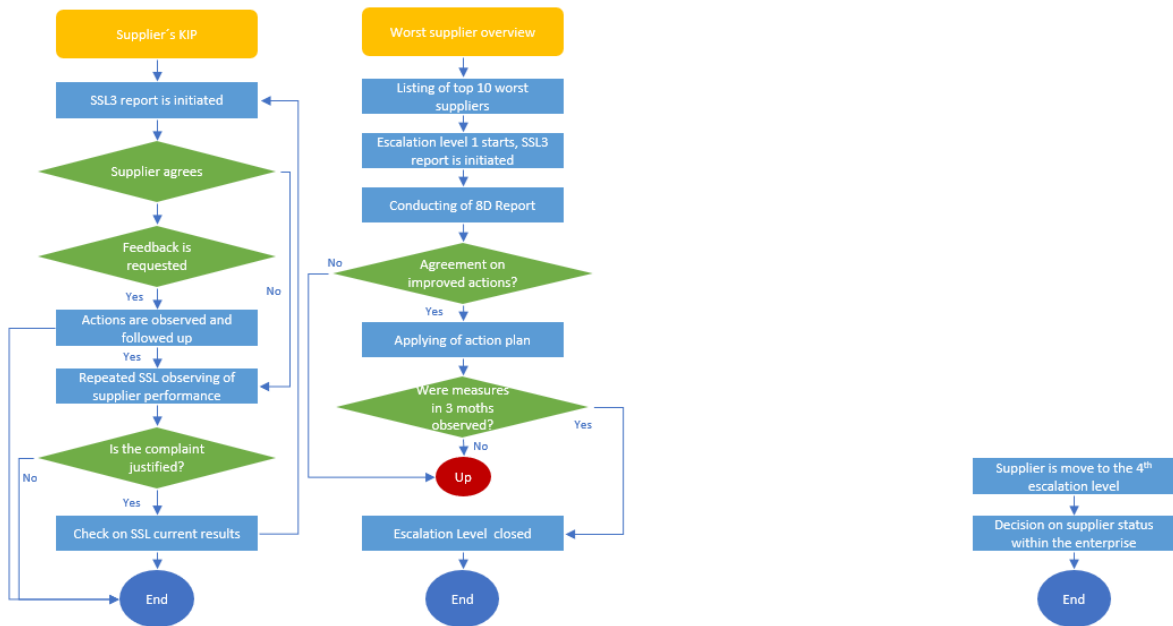 Supplier´s KIP
SSL3 report is initiated
Supplier agrees
Feedback is
requested
Yes
No
Actions are observed and
followed up
Yes
Repeated SSL observing of
supplier performance
Is the complaint
justified?
No
Yes
Check on SSL current results
End
Worst supplier overview
Listing of top 10 worst
suppliers
Escalation level 1 starts, SSL3
report is initiated
Conducting of 8D Report
No
Agreement on
improved actions?
Yes
Applying of action plan
Were measures
in 3 moths
observed?
Yes
No
Up
Escalation Level closed
End
Supplier is move to the 4th
escalation level
Decision on supplier status
within the enterprise
End